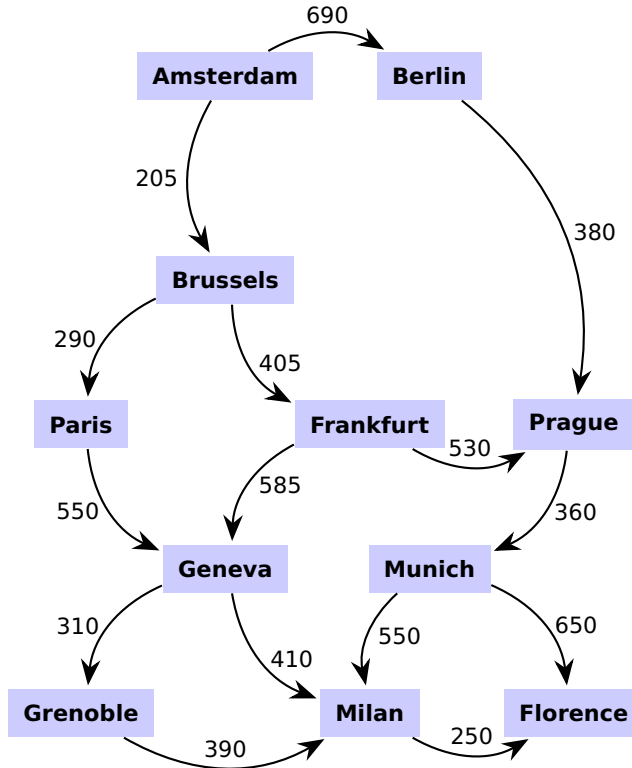 690
Amsterdam
Berlin
205
380
Brussels
290
405
Paris
Frankfurt
Prague
530
550
585
360
Geneva
Munich
310
410
550
650
Grenoble
Milan
Florence
390
250